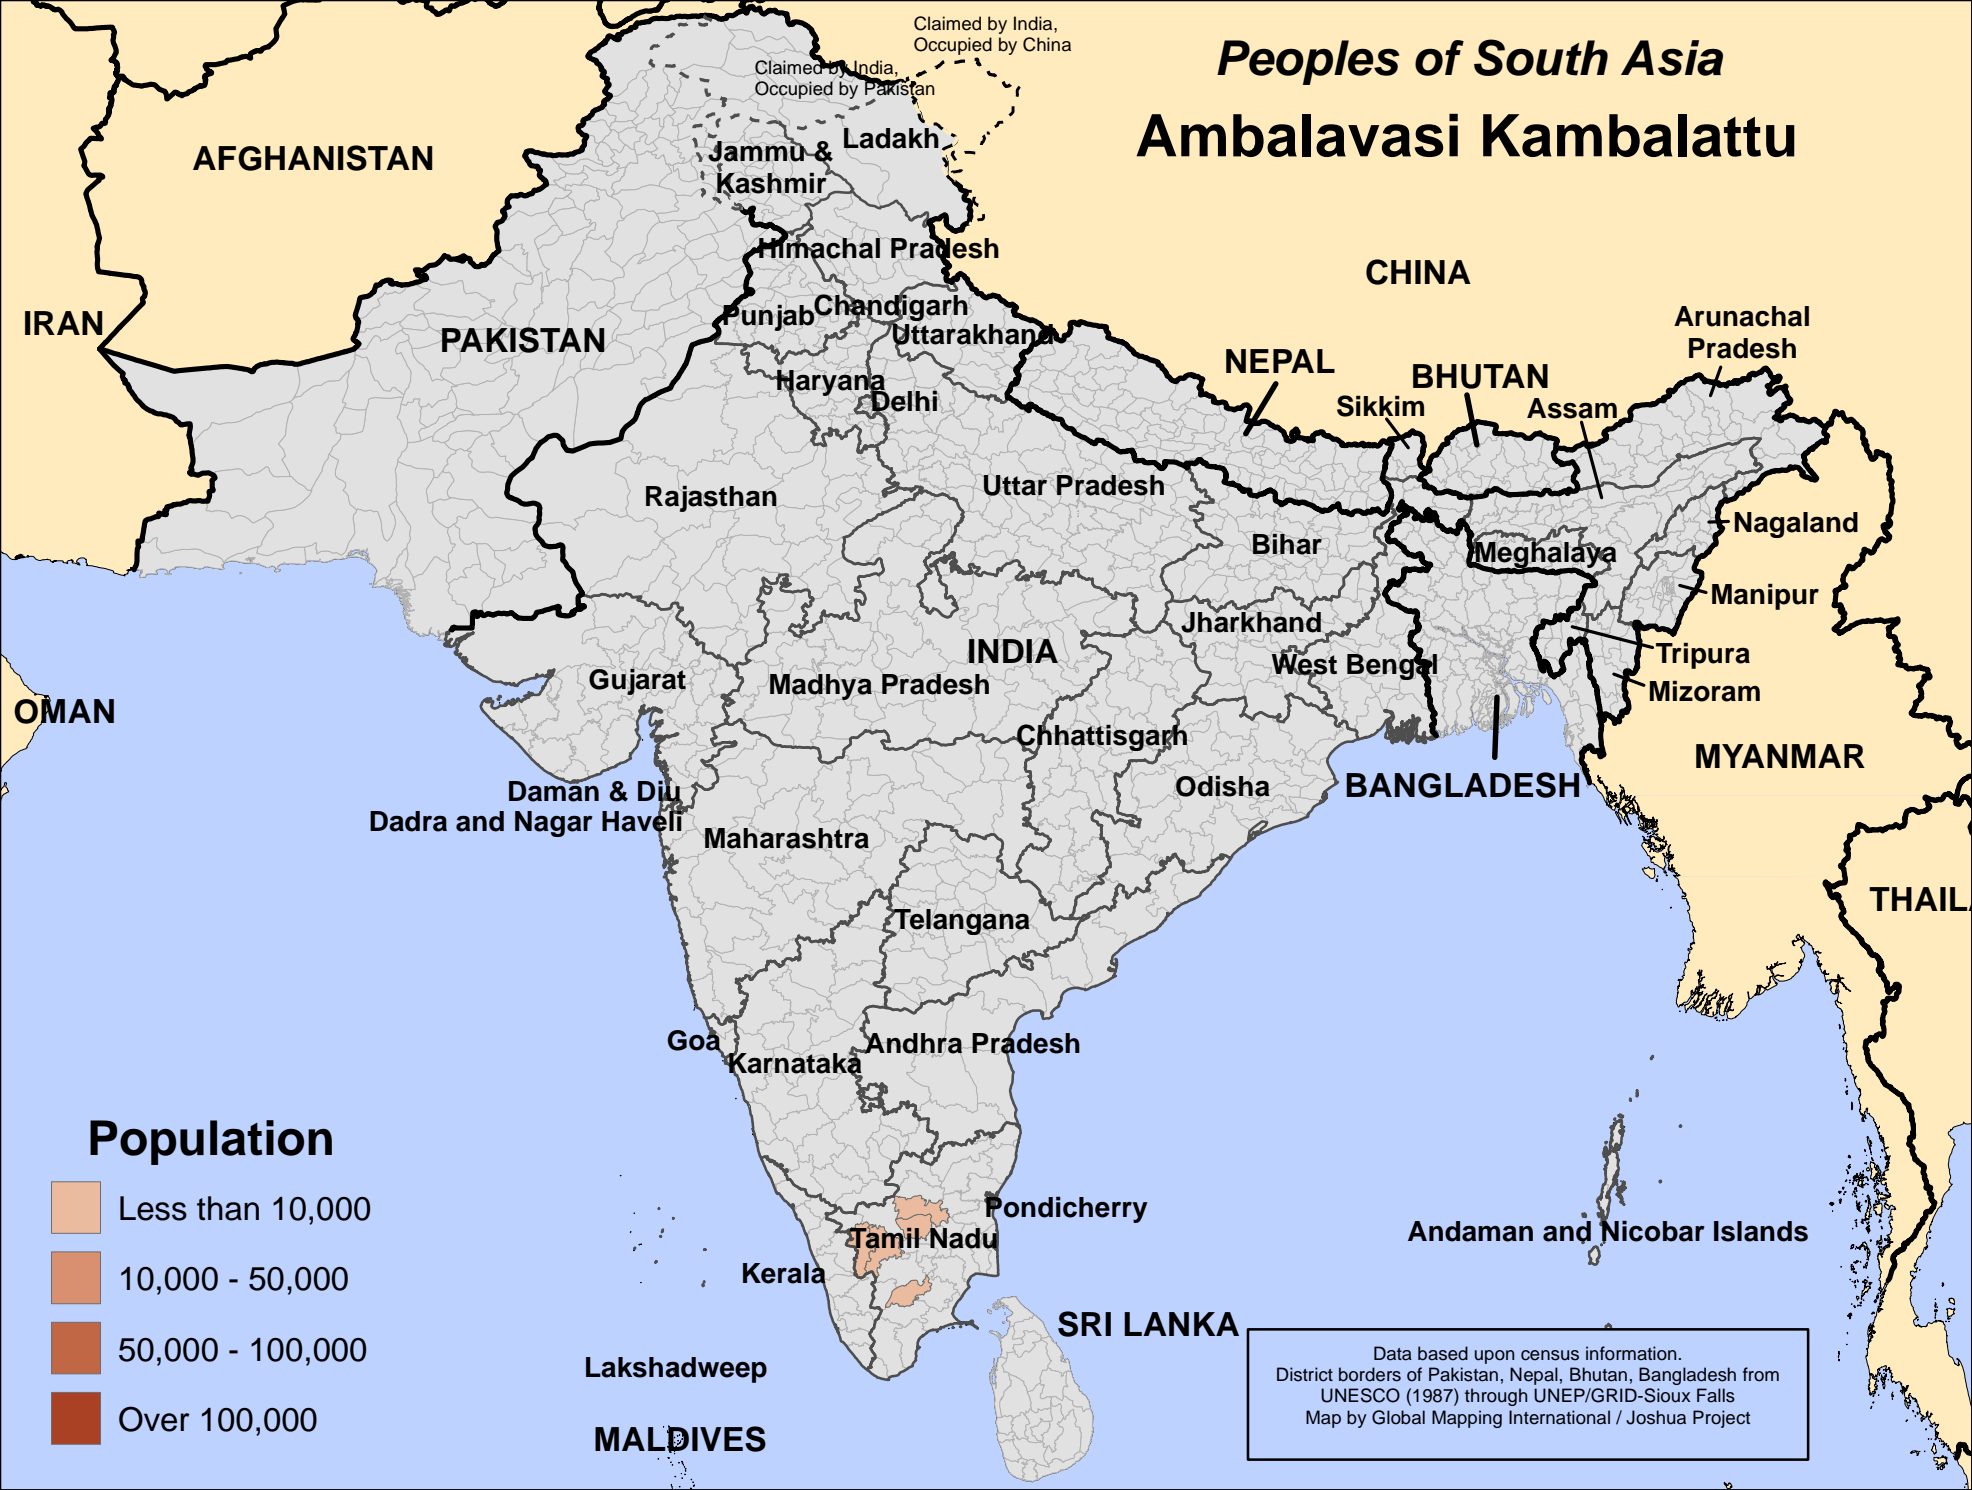 Claimed by India,
Occupied by China
Peoples of South Asia
Claimed by India,
Occupied by Pakistan
Ambalavasi Kambalattu
AFGHANISTAN
Ladakh
Jammu &
Kashmir
Himachal Pradesh
CHINA
IRAN
PAKISTAN
Punjab
Chandigarh
Uttarakhand
Arunachal
Pradesh
NEPAL
BHUTAN
Haryana
Delhi
Sikkim
Assam
Rajasthan
Uttar Pradesh
Nagaland
Bihar
Meghalaya
Manipur
Jharkhand
INDIA
Tripura
West Bengal
Gujarat
Madhya Pradesh
Mizoram
OMAN
Chhattisgarh
MYANMAR
Odisha
BANGLADESH
Daman & Diu
Dadra and Nagar Haveli
Maharashtra
THAIL
Telangana
Goa
Karnataka
Andhra Pradesh
Population
Less than 10,000
10,000 - 50,000
50,000 - 100,000
Over 100,000
Pondicherry
Tamil Nadu
Andaman and Nicobar Islands
Kerala
SRI LANKA
Lakshadweep
MALDIVES
Data based upon census information.
District borders of Pakistan, Nepal, Bhutan, Bangladesh from
UNESCO (1987) through UNEP/GRID-Sioux Falls
Map by Global Mapping International / Joshua Project